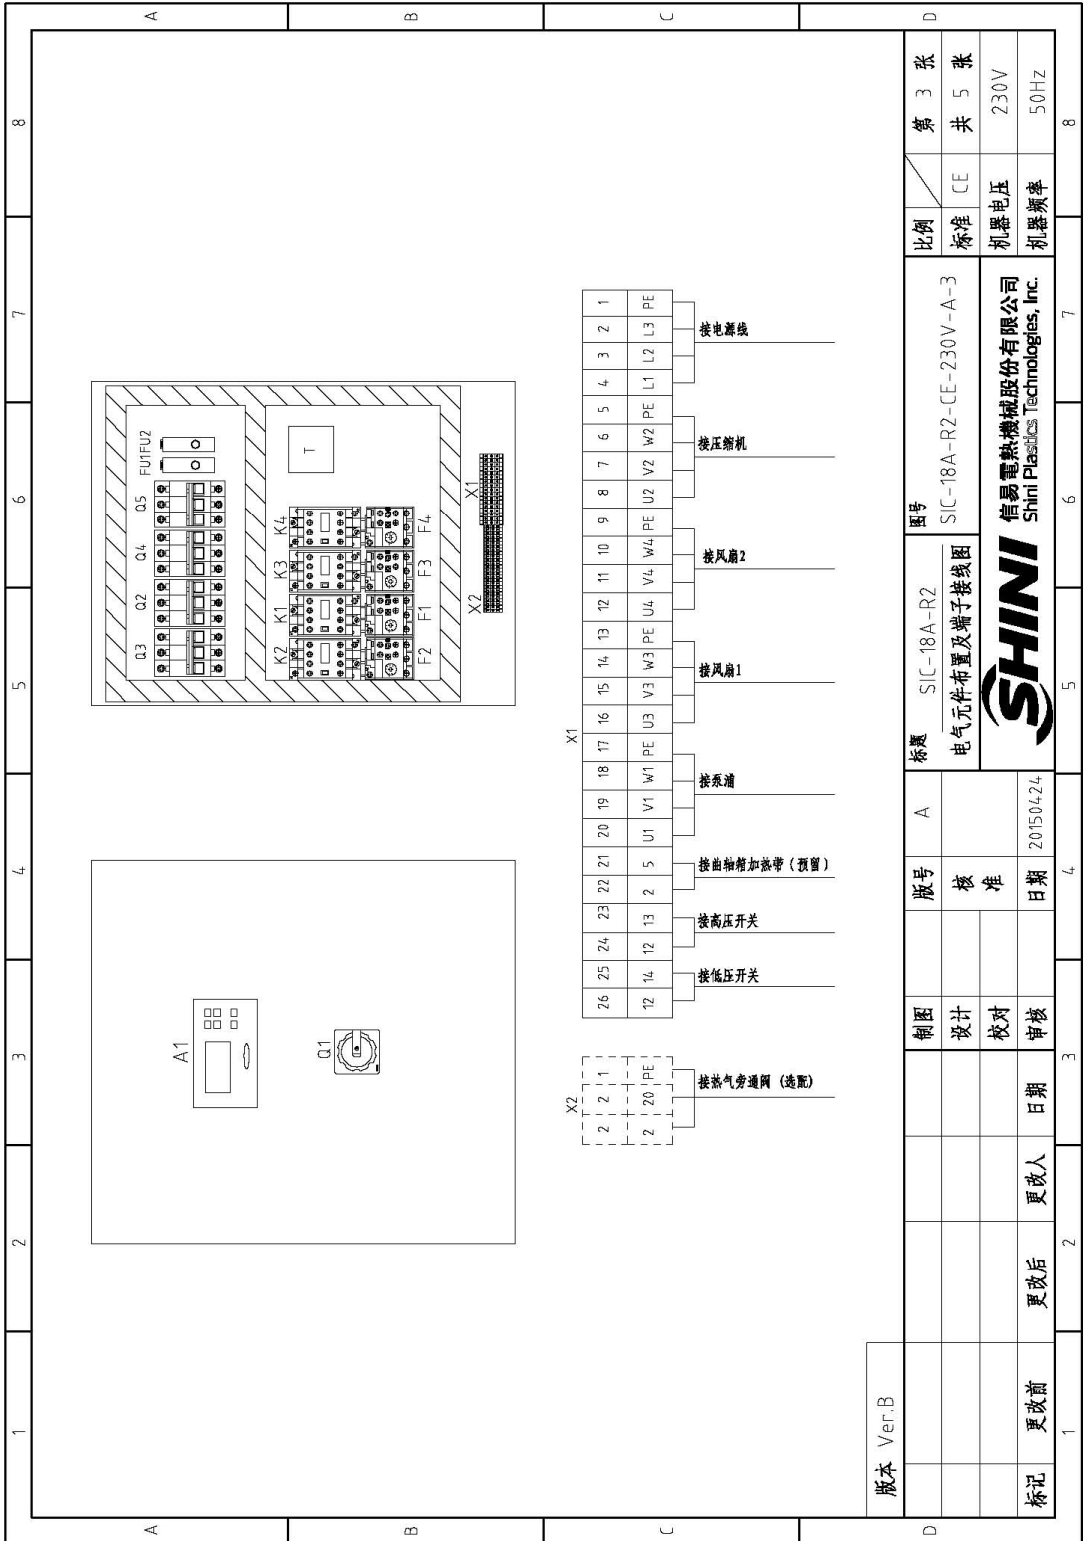 1 2 3 4 5 6 7 8
A A
A1
Q3 Q2 Q4 Q5 FU1FU2
Q1
K2 K1 K3 K4 T
B B
F2 F1 F3 F4
X2 X1
X2 X1
2 2 1
2 20 PE
26 25 24 23 22 21 20 19 18 17 16 15 14 13 12 11 10 9 8 7 6 5 4 3 2 1
12 14 12 13 2 5 U1 V1 W1 PE U3 V3 W3 PE U4 V4 W4 PE U2 V2 W2 PE L1 L2 L3 PE
C C
接热气旁通阀 (选配)
接低压开关
接高压开关
接曲轴箱加热带（预留）
接泵浦
接风扇1
接风扇2
接压缩机
接电源线
版本 Ver.B
D D
标记 更改前 更改后 更改人 日期
制图
设计
校对
审核
版号 A
核准
日期 20150424
标题 SIC-18A-R2
电气元件布置及端子接线图
图号
SIC-18A-R2-CE-230V-A-3
SHINI
信易電熱機械股份有限公司
Shini Plastics Technologies, Inc.
比例 第 3 张
标准 CE 共 5 张
机器电压 230V
机器频率 50Hz
1 2 3 4 5 6 7 8